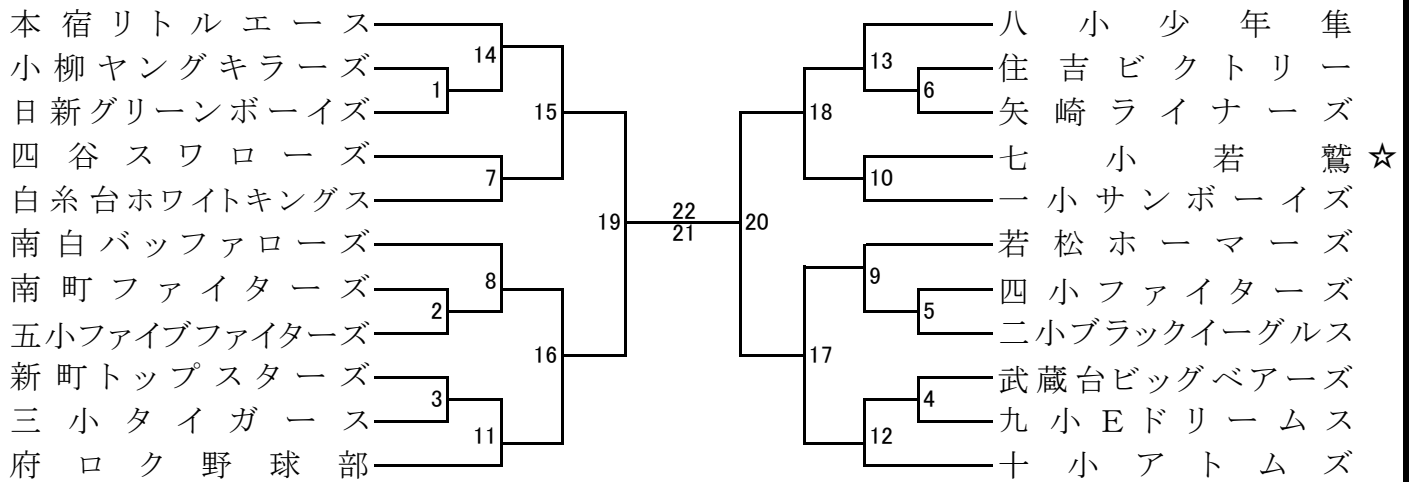 本宿リトルエース
小柳ヤングキラーズ
日新グリーンボーイズ
四谷スワローズ
白糸台ホワイトキングス
南白バッファローズ
南町ファイターズ
五小ファイブファイターズ
新町トップスターズ
三小タイガース
府ロク野球部
14
1
15
7
19
8
2
16
3
11
22
21
八小少年隼
住吉ビクトリー
矢崎ライナーズ
七小若鷲 ☆
一小サンボーイズ
若松ホーマーズ
四小ファイターズ
二小ブラックイーグルス
武蔵台ビッグベアーズ
九小Eドリームス
十小アトムズ
13
6
18
10
20
9
5
17
4
12